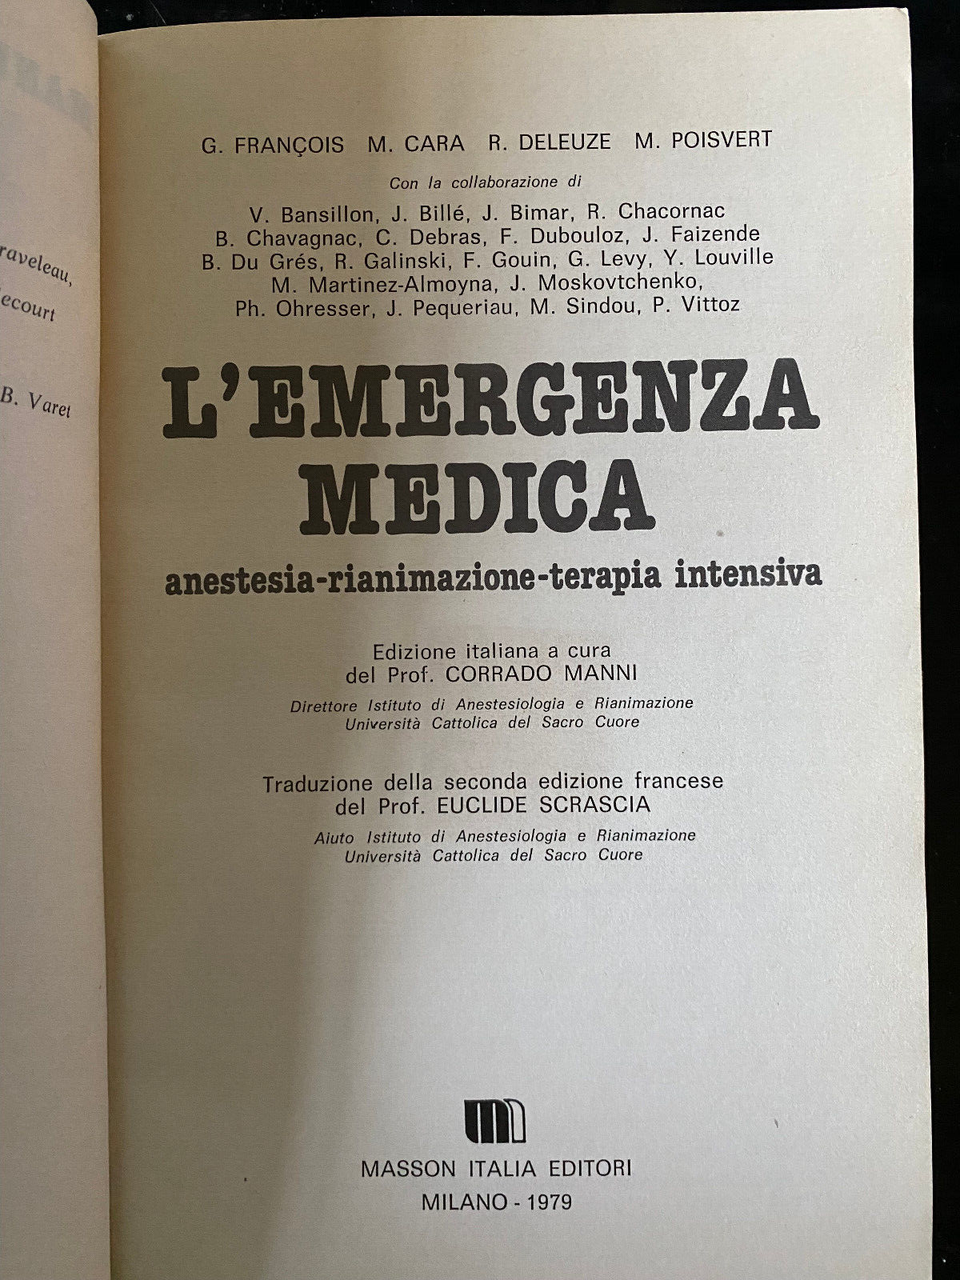 raveleau,
ecourt
B. Varet
G. FRANÇOIS M. CARA R. DELEUZE M. POISVERT
Con la collaborazione di
V. Bansillon, J. Billé, J. Bimar, R. Chacornac
B. Chavagnac, C. Debras, F. Dubouloz, J. Faizende
B. Du Grés, R. Galinski, F. Gouin, G. Levy, Y. Louville
M. Martinez-Almoyna, J. Moskovtchenko,
Ph. Ohresser, J. Pequeriau, M. Sindou, P. Vittoz
L'EMERGENZA
MEDICA
anestesia-rianimazione-terapia intensiva
Edizione italiana a cura
del Prof. CORRADO MANNI
Direttore Istituto di Anestesiologia e Rianimazione
Università Cattolica del Sacro Cuore
Traduzione della seconda edizione francese
del Prof. EUCLIDE SCRASCIA
Aiuto Istituto di Anestesiologia e Rianimazione
Università Cattolica del Sacro Cuore
MASSON ITALIA EDITORI
MILANO - 1979